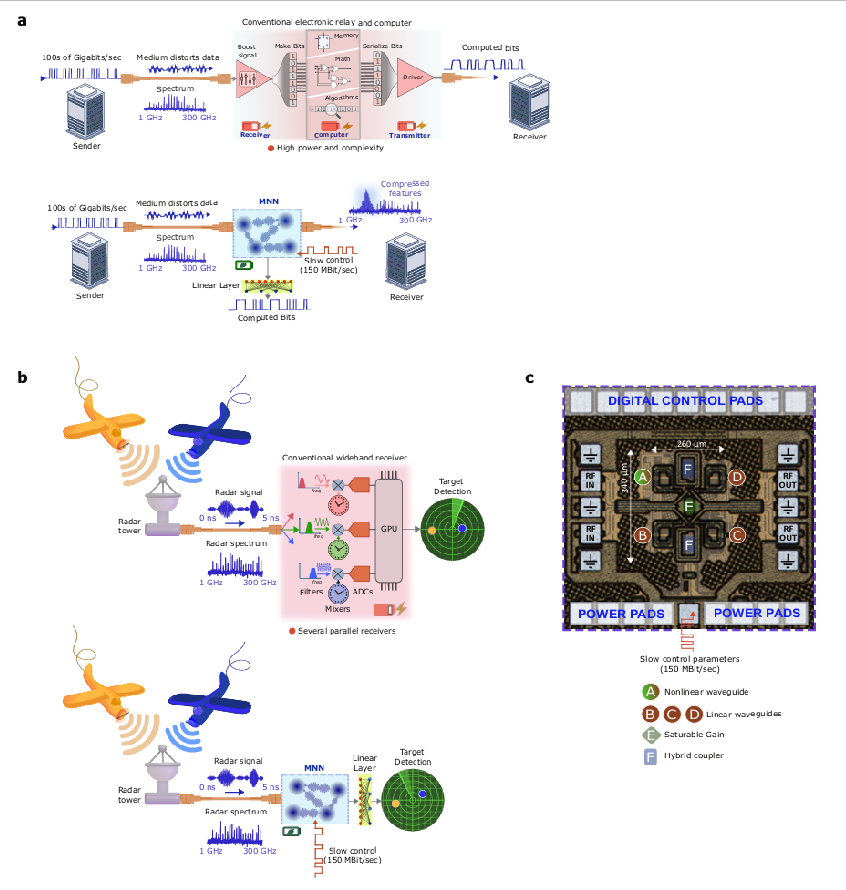 a
Conventional electronic relay and computer
100s of Gigabits/sec
Medium distorts data
Boost
signal
Make Bits
Memory
Math
Algorithms
Serialize Bits
Driver
Computed Bits
Spectrum
1 GHz
300 GHz
Sender
Receiver
Computer
Transmitter
Receiver
High power and complexity
100s of Gigabits/sec
Medium distorts data
MNN
Compressed
features
1 GHz
300 GHz
Spectrum
1 GHz
300 GHz
Slow control
(150 MBit/sec)
Linear Layer
Computed Bits
Sender
Receiver
b
Conventional wideband receiver
Radar signal
0 ns
5 ns
Radar
tower
Radar spectrum
1 GHz
300 GHz
freq
freq
freq
Filters
Mixers
ADCs
GPU
Target
Detection
Several parallel receivers
Radar signal
0 ns
5 ns
Radar
tower
Radar spectrum
1 GHz
300 GHz
MNN
Linear
Layer
Target
Detection
Slow control
(150 MBit/sec)
c
DIGITAL CONTROL PADS
260 μm
340 μm
A
F
D
RF
IN
RF
OUT
E
RF
IN
RF
OUT
B
F
C
POWER PADS
POWER PADS
Slow control parameters
(150 MBit/sec)
A Nonlinear waveguide
B C D Linear waveguides
E Saturable Gain
F Hybrid coupler